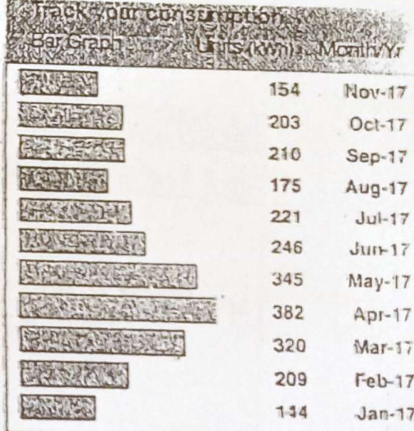 Track your consumption
Bar Graph Units (kWh) Month/Yr
154 Nov-17
203 Oct-17
210 Sep-17
175 Aug-17
221 Jul-17
246 Jun-17
345 May-17
382 Apr-17
320 Mar-17
209 Feb-17
144 Jan-17